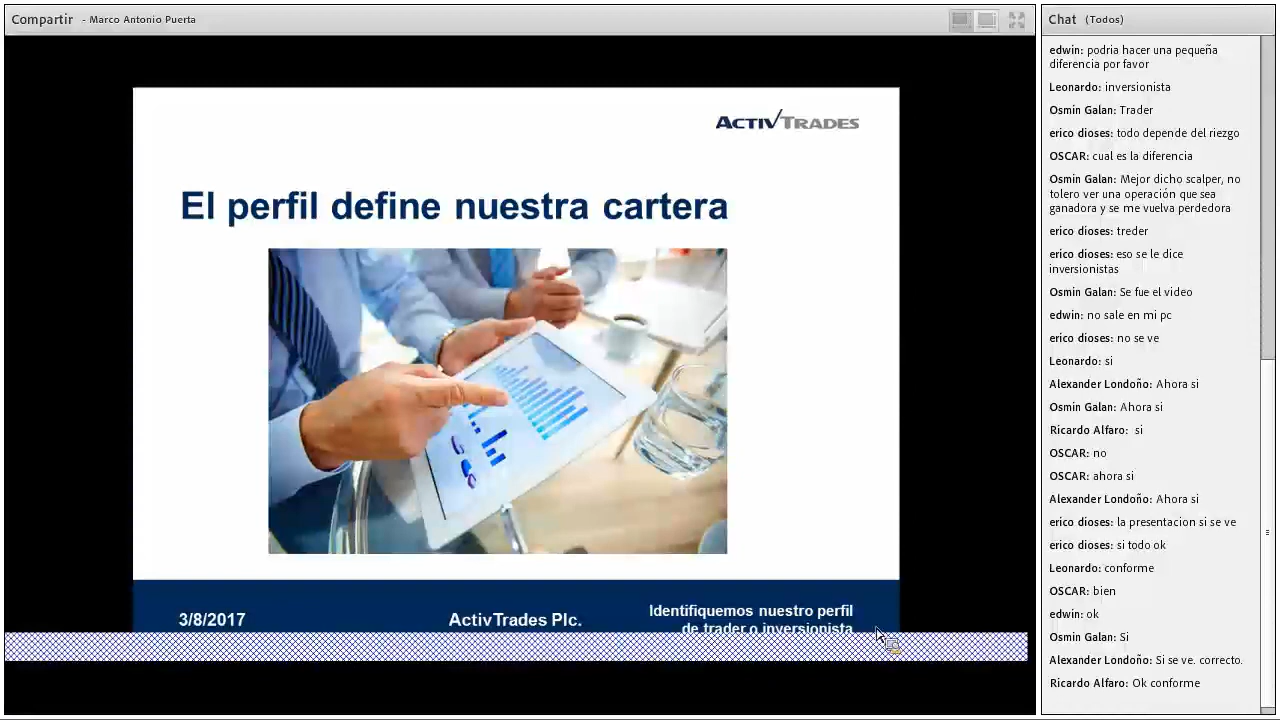 Compartir - Marco Antonio Puerta
ACTIVTRADES
El perfil define nuestra cartera
3/8/2017
ActivTrades Plc.
Identifiquemos nuestro perfil
de trader o inversionista
Chat (Todos)
edwin: podria hacer una pequeña
diferencia por favor
Leonardo: inversionista
Osmin Galan: Trader
erico dioses: todo depende del riezgo
OSCAR: cual es la diferencia
Osmin Galan: Mejor dicho scalper, no
tolero ver una operación que sea
ganadora y se me vuelva perdedora
erico dioses: treder
erico dioses: eso se le dice
inversionistas
Osmin Galan: Se fue el video
edwin: no sale en mi pc
erico dioses: no se ve
Leonardo: si
Alexander Londoño: Ahora si
Osmin Galan: Ahora si
Ricardo Alfaro: si
OSCAR: no
OSCAR: ahora si
Alexander Londoño: Ahora si
erico dioses: la presentacion si se ve
erico dioses: si todo ok
Leonardo: conforme
OSCAR: bien
edwin: ok
Osmin Galan: Si
Alexander Londoño: Si se ve. correcto.
Ricardo Alfaro: Ok conforme